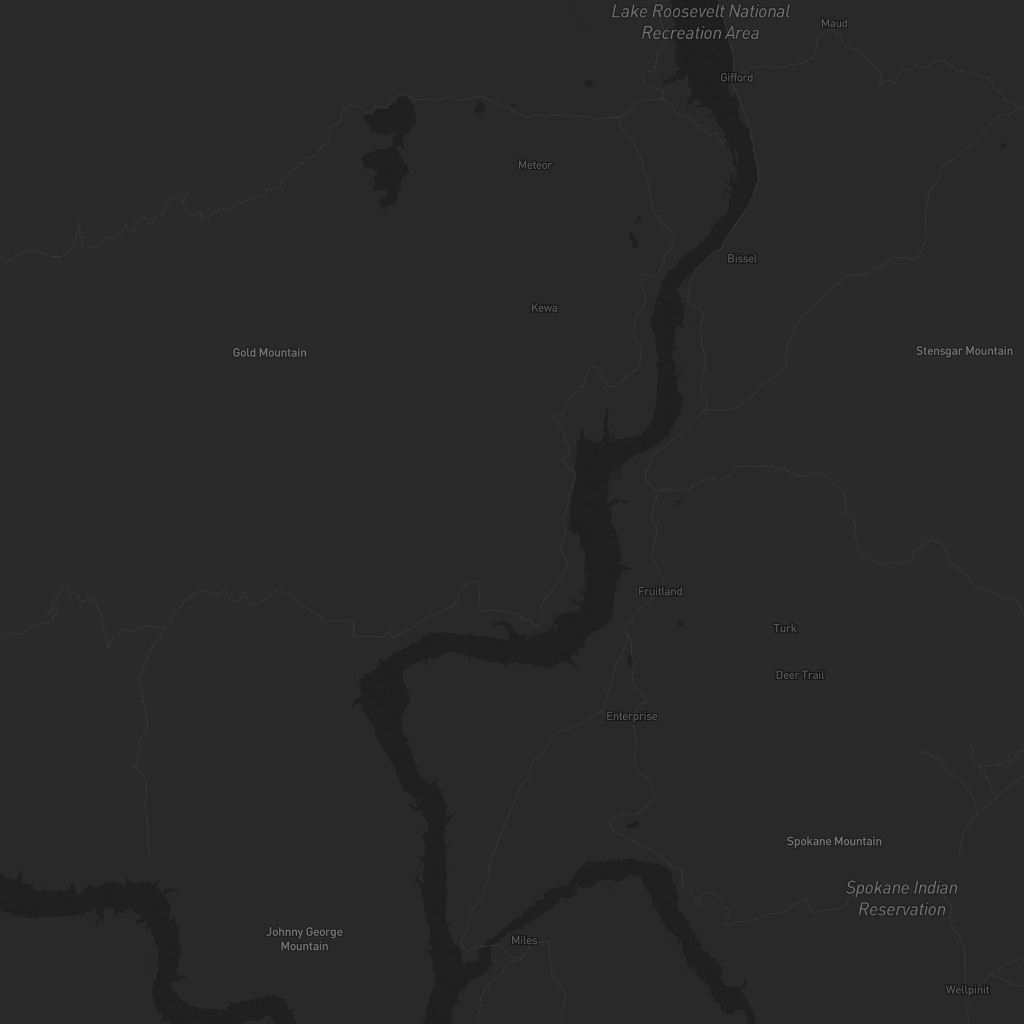 Lake Roosevelt National
Recreation Area
Maud
Gifford
Meteor
Bissel
Kewa
Gold Mountain
Stensgar Mountain
Fruitland
Turk
Deer Trail
Enterprise
Spokane Mountain
Spokane Indian
Reservation
Johnny George
Mountain
Miles
Wellpinit